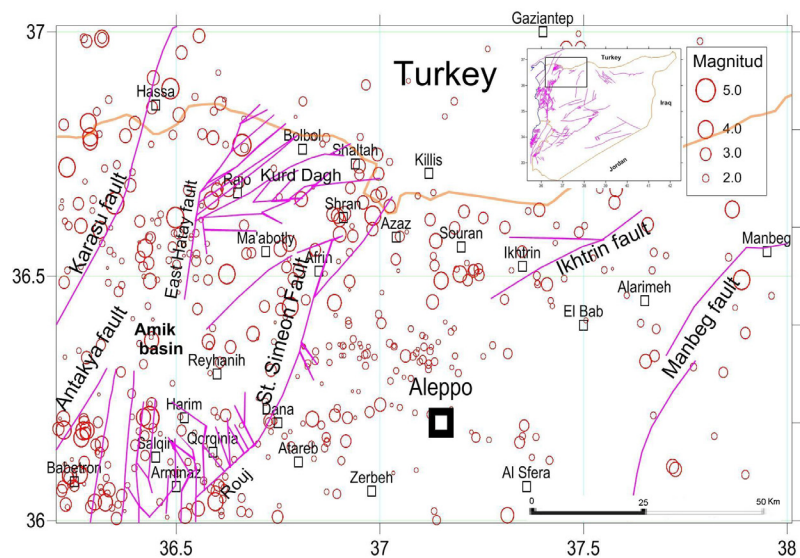 Gaziantep
37
Turkey
Turkey
Iraq
Jordan
Magnitud
5.0
4.0
3.0
2.0
Hassa
Bolbol
Shaltah
Killis
Rajo
Kurd Dagh
Karasu fault
East Hatay fault
Shran
Azaz
Ma'abotly
Souran
Afrin
Ikhtrin
Ikhtrin fault
Manbeg
36.5
Alarimeh
El Bab
Manbeg fault
Amik
basin
Antakya fault
St. Simeon Fault
Reyhanih
Aleppo
Harim
Dana
Salqin
Qorqinia
Atareb
Babetron
Arminaz
Rouj
Zerbeh
Al Sfera
0
25
50 Km
36
36.5
37
37.5
38